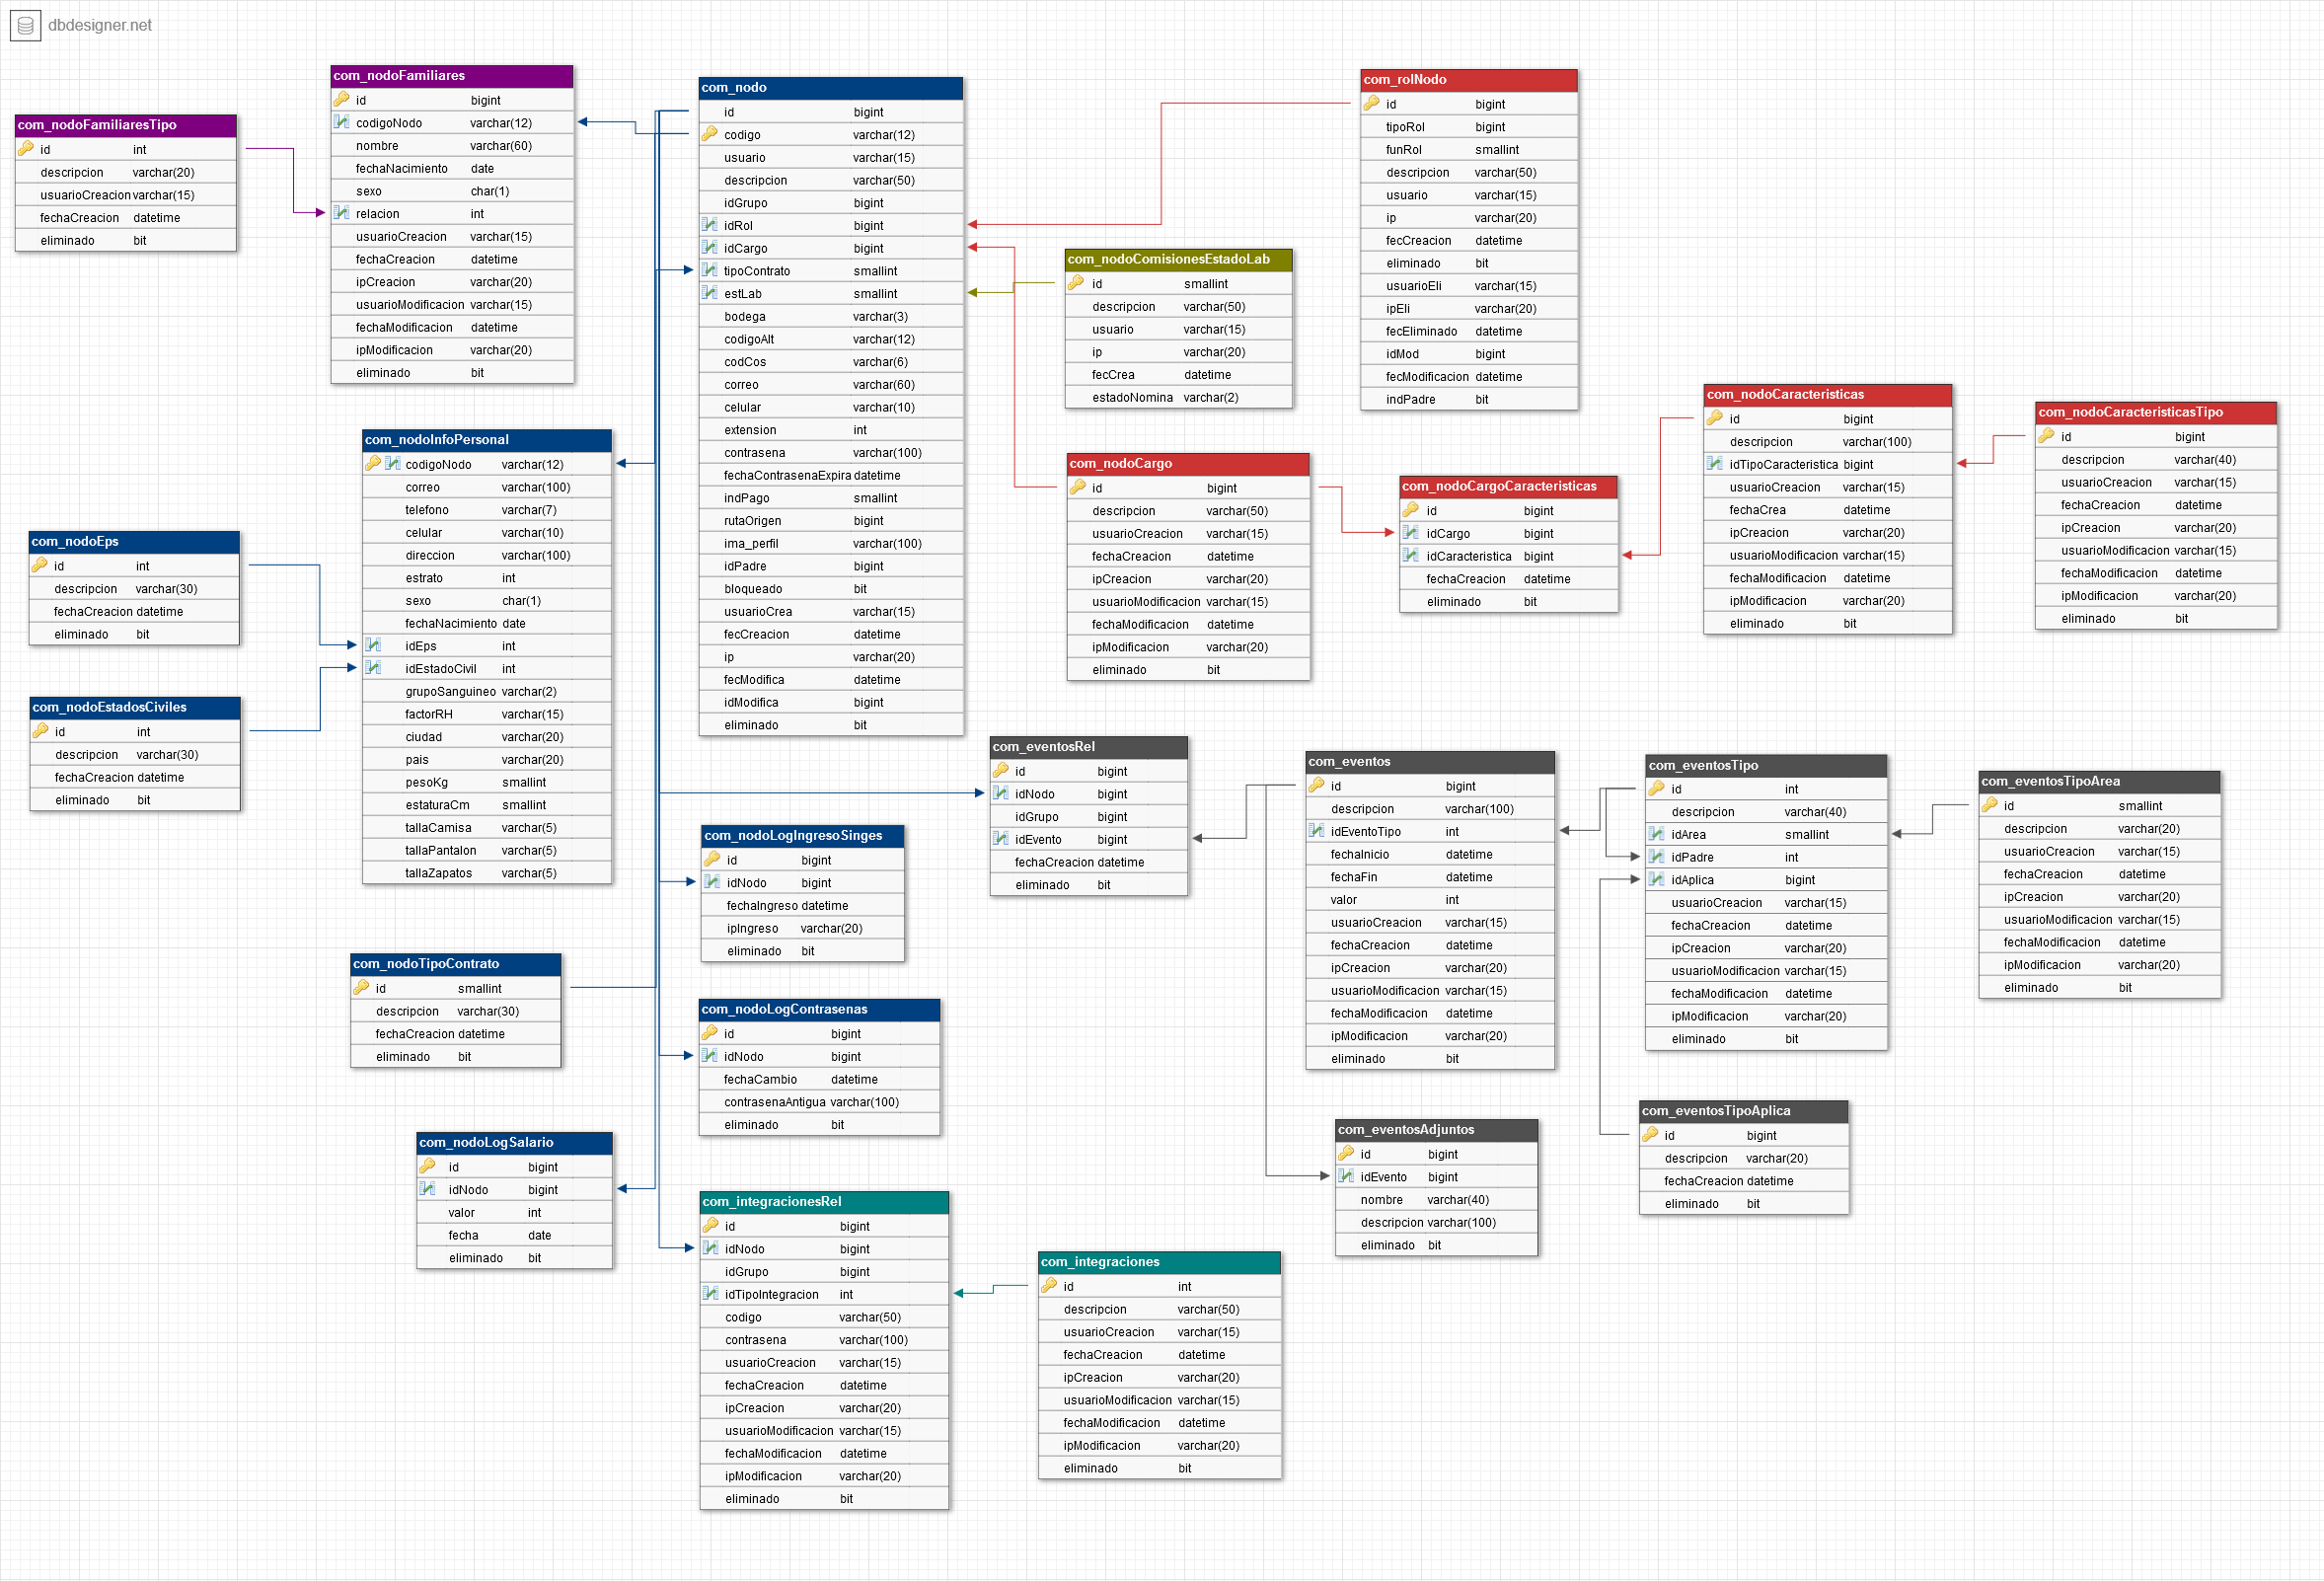 dbdesigner.net
com_nodoFamiliaresTipo
id int
descripcion varchar(20)
usuarioCreacion varchar(15)
fechaCreacion datetime
eliminado bit
com_nodoFamiliares
id bigint
codigoNodo varchar(12)
nombre varchar(60)
fechaNacimiento date
sexo char(1)
relacion int
usuarioCreacion varchar(15)
fechaCreacion datetime
ipCreacion varchar(20)
usuarioModificacion varchar(15)
fechaModificacion datetime
ipModificacion varchar(20)
eliminado bit
com_nodo
id bigint
codigo varchar(12)
usuario varchar(15)
descripcion varchar(50)
idGrupo bigint
idRol bigint
idCargo bigint
tipoContrato smallint
estLab smallint
bodega varchar(3)
codigoAlt varchar(12)
codCos varchar(6)
correo varchar(60)
celular varchar(10)
extension int
contrasena varchar(100)
fechaContrasenaExpira datetime
indPago smallint
rutaOrigen bigint
ima_perfil varchar(100)
idPadre bigint
bloqueado bit
usuarioCrea varchar(15)
fecCreacion datetime
ip varchar(20)
fecModifica datetime
idModifica bigint
eliminado bit
com_rolNodo
id bigint
tipoRol bigint
funRol smallint
descripcion varchar(50)
usuario varchar(15)
ip varchar(20)
fecCreacion datetime
eliminado bit
usuarioEli varchar(15)
ipEli varchar(20)
fecEliminado datetime
idMod bigint
fecModificacion datetime
indPadre bit
com_nodoComisionesEstadoLab
id smallint
descripcion varchar(50)
usuario varchar(15)
ip varchar(20)
fecCrea datetime
estadoNomina varchar(2)
com_nodoCaracteristicas
id bigint
descripcion varchar(100)
idTipoCaracteristica bigint
usuarioCreacion varchar(15)
fechaCrea datetime
ipCreacion varchar(20)
usuarioModificacion varchar(15)
fechaModificacion datetime
ipModificacion varchar(20)
eliminado bit
com_nodoCaracteristicasTipo
id bigint
descripcion varchar(40)
usuarioCreacion varchar(15)
fechaCreacion datetime
ipCreacion varchar(20)
usuarioModificacion varchar(15)
fechaModificacion datetime
ipModificacion varchar(20)
eliminado bit
com_nodoCargo
id bigint
descripcion varchar(50)
usuarioCreacion varchar(15)
fechaCreacion datetime
ipCreacion varchar(20)
usuarioModificacion varchar(15)
fechaModificacion datetime
ipModificacion varchar(20)
eliminado bit
com_nodoCargoCaracteristicas
id bigint
idCargo bigint
idCaracteristica bigint
fechaCreacion datetime
eliminado bit
com_nodoInfoPersonal
codigoNodo varchar(12)
correo varchar(100)
telefono varchar(7)
celular varchar(10)
direccion varchar(100)
estrato int
sexo char(1)
fechaNacimiento date
idEps int
idEstadoCivil int
grupoSanguineo varchar(2)
factorRH varchar(15)
ciudad varchar(20)
pais varchar(20)
pesoKg smallint
estaturaCm smallint
tallaCamisa varchar(5)
tallaPantalon varchar(5)
tallaZapatos varchar(5)
com_nodoEps
id int
descripcion varchar(30)
fechaCreacion datetime
eliminado bit
com_nodoEstadosCiviles
id int
descripcion varchar(30)
fechaCreacion datetime
eliminado bit
com_eventosRel
id bigint
idNodo bigint
idGrupo bigint
idEvento bigint
fechaCreacion datetime
eliminado bit
com_eventos
id bigint
descripcion varchar(100)
idEventoTipo int
fechaInicio datetime
fechaFin datetime
valor int
usuarioCreacion varchar(15)
fechaCreacion datetime
ipCreacion varchar(20)
usuarioModificacion varchar(15)
fechaModificacion datetime
ipModificacion varchar(20)
eliminado bit
com_eventosTipo
id int
descripcion varchar(40)
idArea smallint
idPadre int
idAplica bigint
usuarioCreacion varchar(15)
fechaCreacion datetime
ipCreacion varchar(20)
usuarioModificacion varchar(15)
fechaModificacion datetime
ipModificacion varchar(20)
eliminado bit
com_eventosTipoArea
id smallint
descripcion varchar(20)
usuarioCreacion varchar(15)
fechaCreacion datetime
ipCreacion varchar(20)
usuarioModificacion varchar(15)
fechaModificacion datetime
ipModificacion varchar(20)
eliminado bit
com_nodoLogIngresoSinges
id bigint
idNodo bigint
fechaIngreso datetime
ipIngreso varchar(20)
eliminado bit
com_nodoTipoContrato
id smallint
descripcion varchar(30)
fechaCreacion datetime
eliminado bit
com_nodoLogContrasenas
id bigint
idNodo bigint
fechaCambio datetime
contrasenaAntigua varchar(100)
eliminado bit
com_nodoLogSalario
id bigint
idNodo bigint
valor int
fecha date
eliminado bit
com_eventosAdjuntos
id bigint
idEvento bigint
nombre varchar(40)
descripcion varchar(100)
eliminado bit
com_eventosTipoAplica
id bigint
descripcion varchar(20)
fechaCreacion datetime
eliminado bit
com_integracionesRel
id bigint
idNodo bigint
idGrupo bigint
idTipoIntegracion int
codigo varchar(50)
contrasena varchar(100)
usuarioCreacion varchar(15)
fechaCreacion datetime
ipCreacion varchar(20)
usuarioModificacion varchar(15)
fechaModificacion datetime
ipModificacion varchar(20)
eliminado bit
com_integraciones
id int
descripcion varchar(50)
usuarioCreacion varchar(15)
fechaCreacion datetime
ipCreacion varchar(20)
usuarioModificacion varchar(15)
fechaModificacion datetime
ipModificacion varchar(20)
eliminado bit